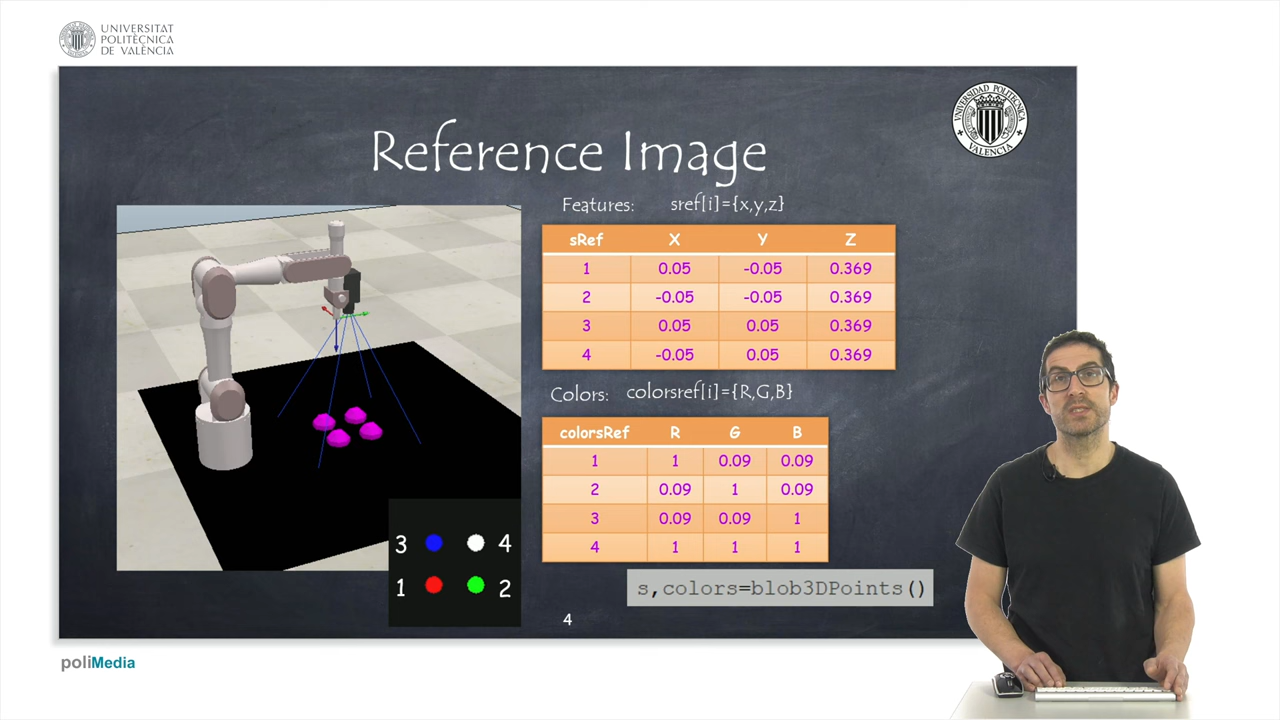 UNIVERSITAT
POLITÈCNICA
DE VALÈNCIA
UNIVERSIDAD POLITECNICA
VALENCIA
Reference Image
Features: sref[i]={x,y,z}
sRef X Y Z
1 0.05 -0.05 0.369
2 -0.05 -0.05 0.369
3 0.05 0.05 0.369
4 -0.05 0.05 0.369
Colors: colorsref[i]={R,G,B}
colorsRef R G B
1 1 0.09 0.09
2 0.09 1 0.09
3 0.09 0.09 1
4 1 1 1
3 4
1 2
s,colors=blob3DPoints()
4
poliMedia